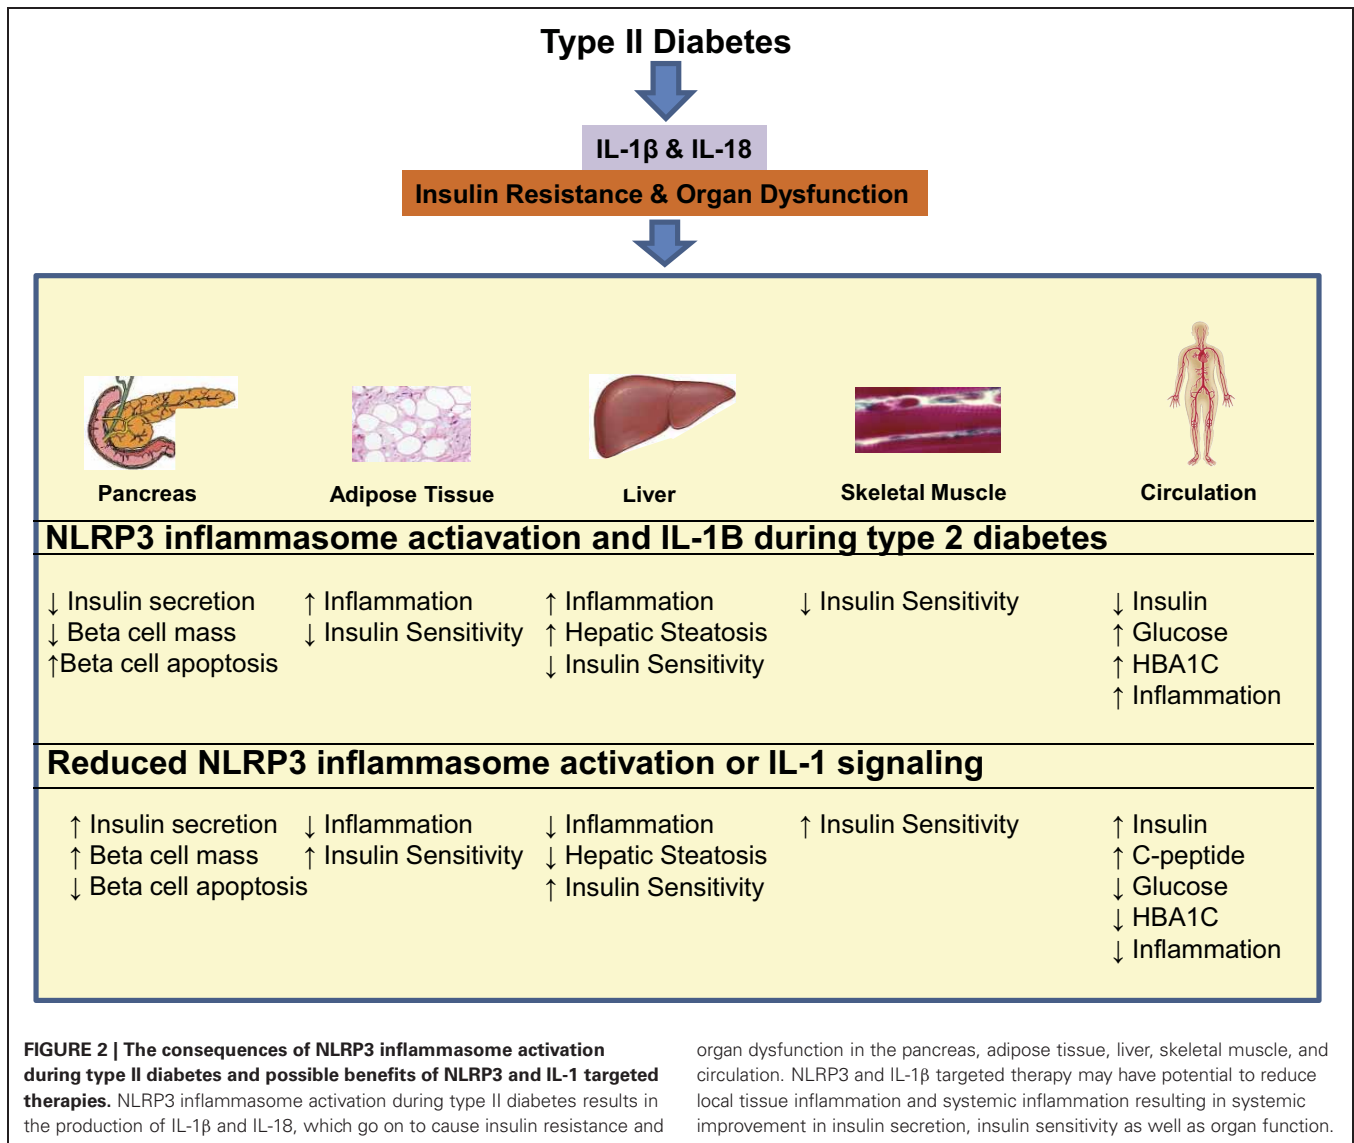 Type II Diabetes
IL-1β & IL-18
Insulin Resistance & Organ Dysfunction
Pancreas
Adipose Tissue
Liver
Skeletal Muscle
Circulation
NLRP3 inflammasome actiavation and IL-1B during type 2 diabetes
↓ Insulin secretion
↓ Beta cell mass
↑Beta cell apoptosis
↑ Inflammation
↓ Insulin Sensitivity
↑ Inflammation
↑ Hepatic Steatosis
↓ Insulin Sensitivity
↓ Insulin Sensitivity
↓ Insulin
↑ Glucose
↑ HBA1C
↑ Inflammation
Reduced NLRP3 inflammasome activation or IL-1 signaling
↑ Insulin secretion
↑ Beta cell mass
↓ Beta cell apoptosis
↓ Inflammation
↑ Insulin Sensitivity
↓ Inflammation
↓ Hepatic Steatosis
↑ Insulin Sensitivity
↑ Insulin Sensitivity
↑ Insulin
↑ C-peptide
↓ Glucose
↓ HBA1C
↓ Inflammation
FIGURE 2 | The consequences of NLRP3 inflammasome activation
during type II diabetes and possible benefits of NLRP3 and IL-1 targeted
therapies. NLRP3 inflammasome activation during type II diabetes results in
the production of IL-1β and IL-18, which go on to cause insulin resistance and
organ dysfunction in the pancreas, adipose tissue, liver, skeletal muscle, and
circulation. NLRP3 and IL-1β targeted therapy may have potential to reduce
local tissue inflammation and systemic inflammation resulting in systemic
improvement in insulin secretion, insulin sensitivity as well as organ function.